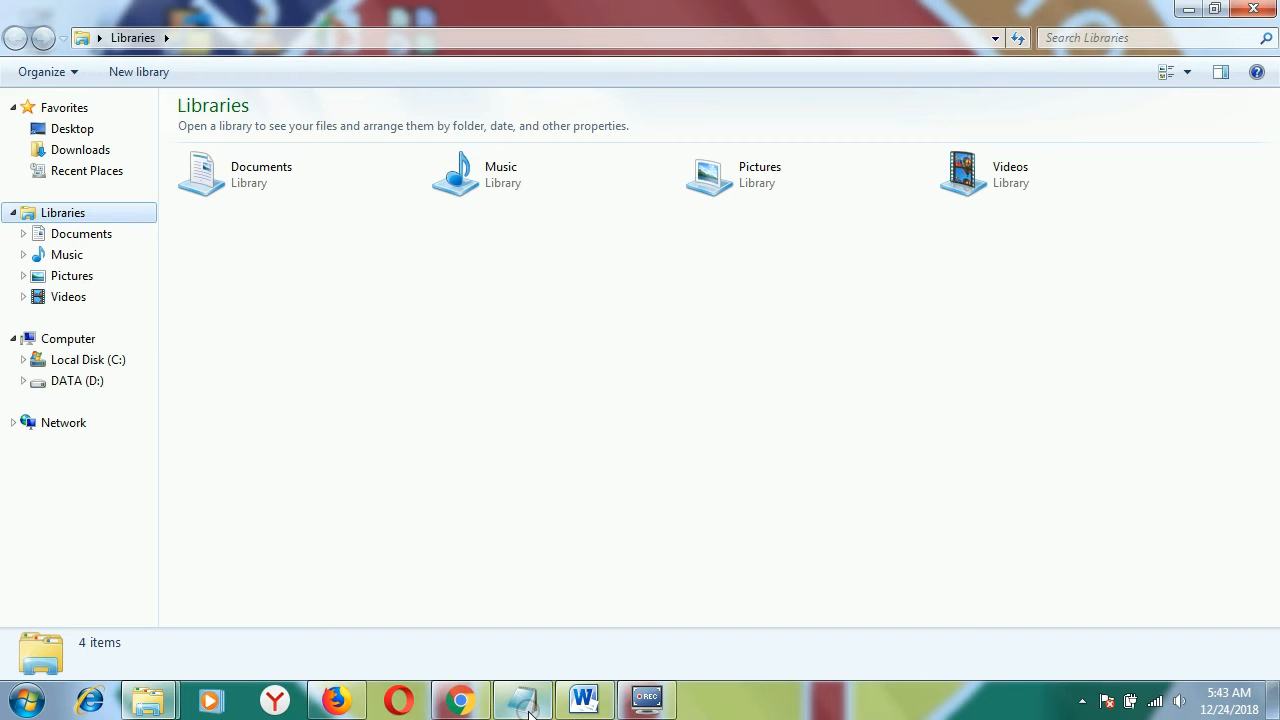 Libraries
Search Libraries
Organize
New library
Favorites
Desktop
Downloads
Recent Places
Libraries
Documents
Music
Pictures
Videos
Computer
Local Disk (C:)
DATA (D:)
Network
Libraries
Open a library to see your files and arrange them by folder, date, and other properties.
Documents
Library
Music
Library
Pictures
Library
Videos
Library
4 items
REC
5:43 AM
12/24/2018